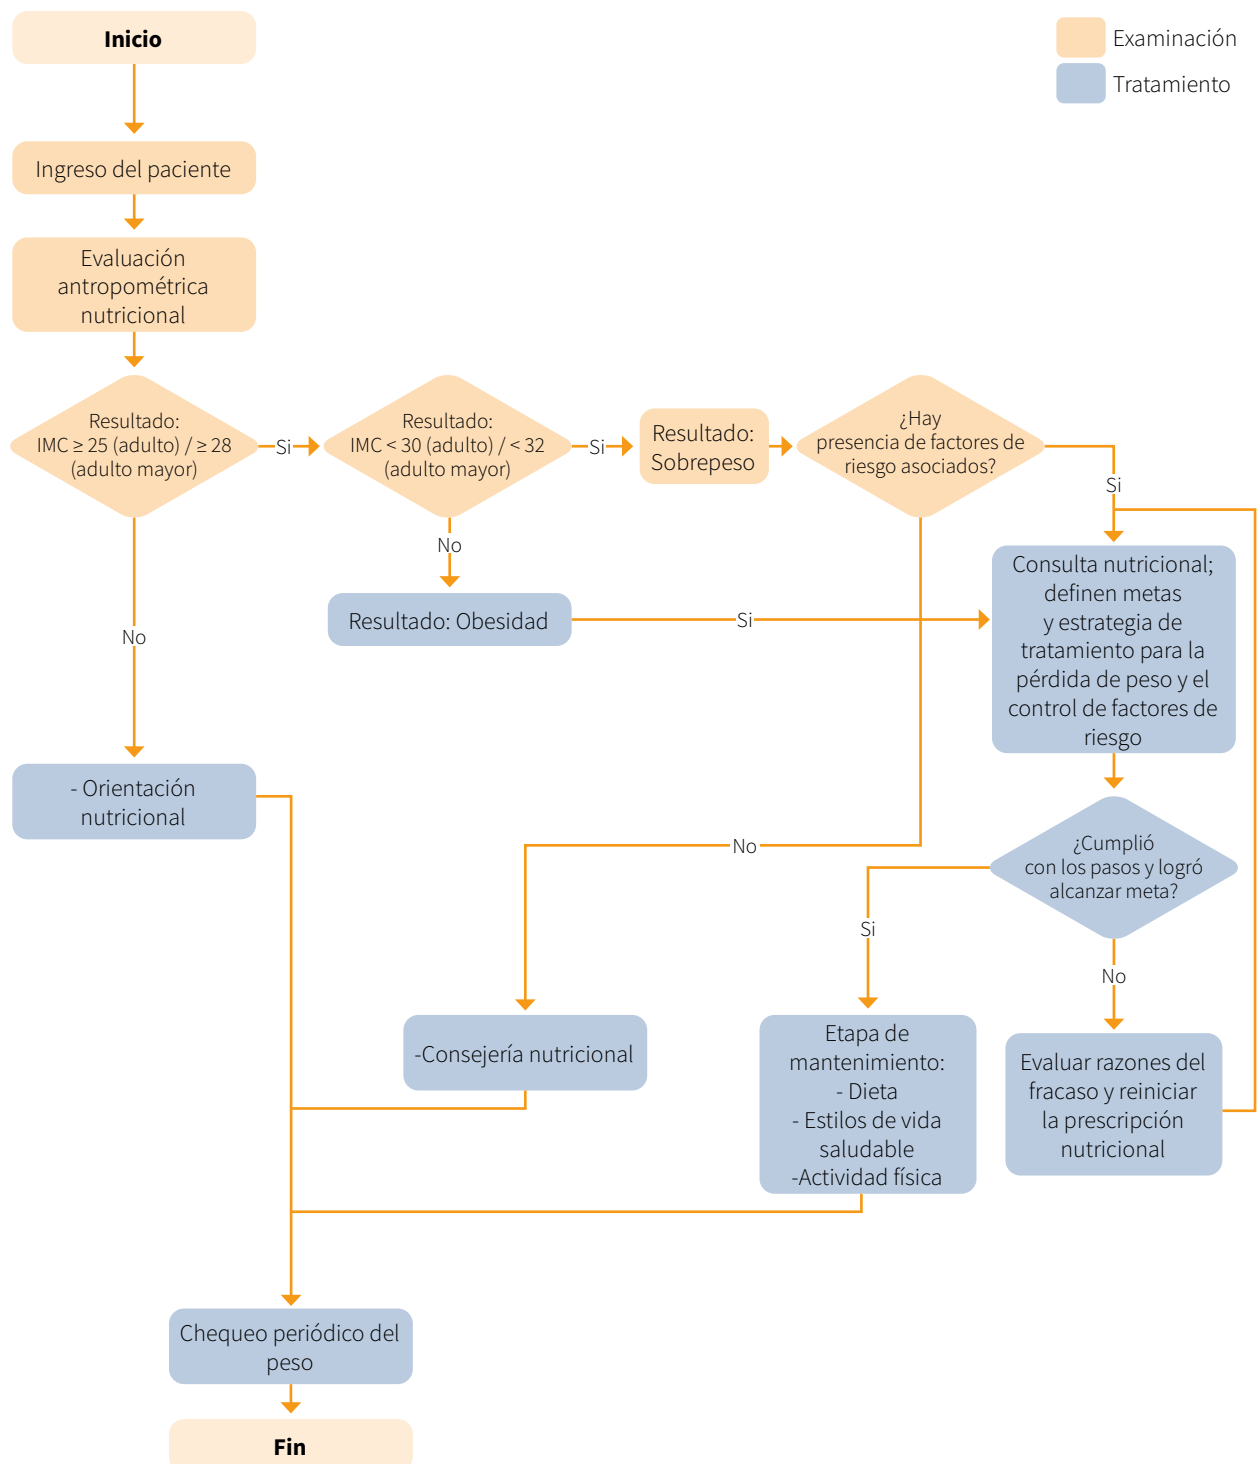 Inicio
Examinación
Tratamiento
Ingreso del paciente
Evaluación
antropométrica
nutricional
Resultado:
IMC ≥ 25 (adulto) / ≥ 28
(adulto mayor)
Si
Resultado:
IMC < 30 (adulto) / < 32
(adulto mayor)
Si
Resultado:
Sobrepeso
¿Hay
presencia de factores de
riesgo asociados?
Si
No
Resultado: Obesidad
Si
Consulta nutricional;
definen metas
y estrategia de
tratamiento para la
pérdida de peso y el
control de factores de
riesgo
No
- Orientación
nutricional
No
¿Cumplió
con los pasos y logró
alcanzar meta?
Si
No
-Consejería nutricional
Etapa de
mantenimiento:
- Dieta
- Estilos de vida
saludable
-Actividad física
Evaluar razones del
fracaso y reiniciar
la prescripción
nutricional
Chequeo periódico del
peso
Fin